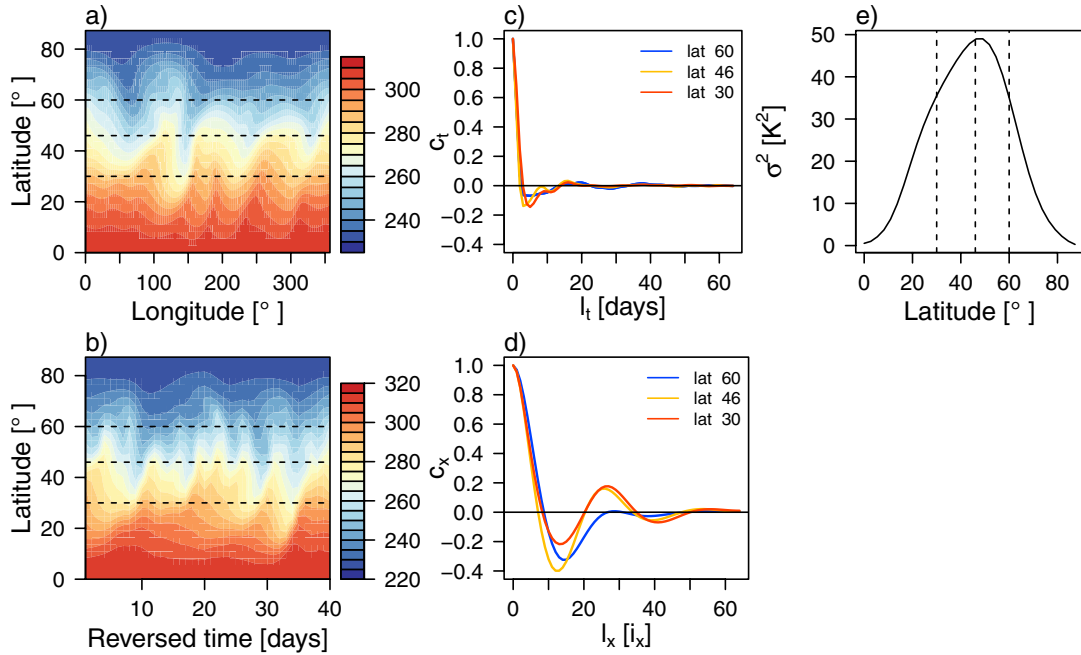 a)
Latitude [° ]
80
60
40
20
0
0 100 200 300
Longitude [° ]
300
280
260
240
c)
c_t
1.0
0.8
0.6
0.4
0.2
0.0
-0.2
-0.4
lat 60
lat 46
lat 30
0 20 40 60
l_t [days]
e)
σ² [K²]
50
40
30
20
10
0
0 20 40 60 80
Latitude [° ]
b)
Latitude [° ]
80
60
40
20
0
10 20 30 40
Reversed time [days]
320
300
280
260
240
220
d)
c_x
1.0
0.8
0.6
0.4
0.2
0.0
-0.2
-0.4
lat 60
lat 46
lat 30
0 20 40 60
l_x [i_x]